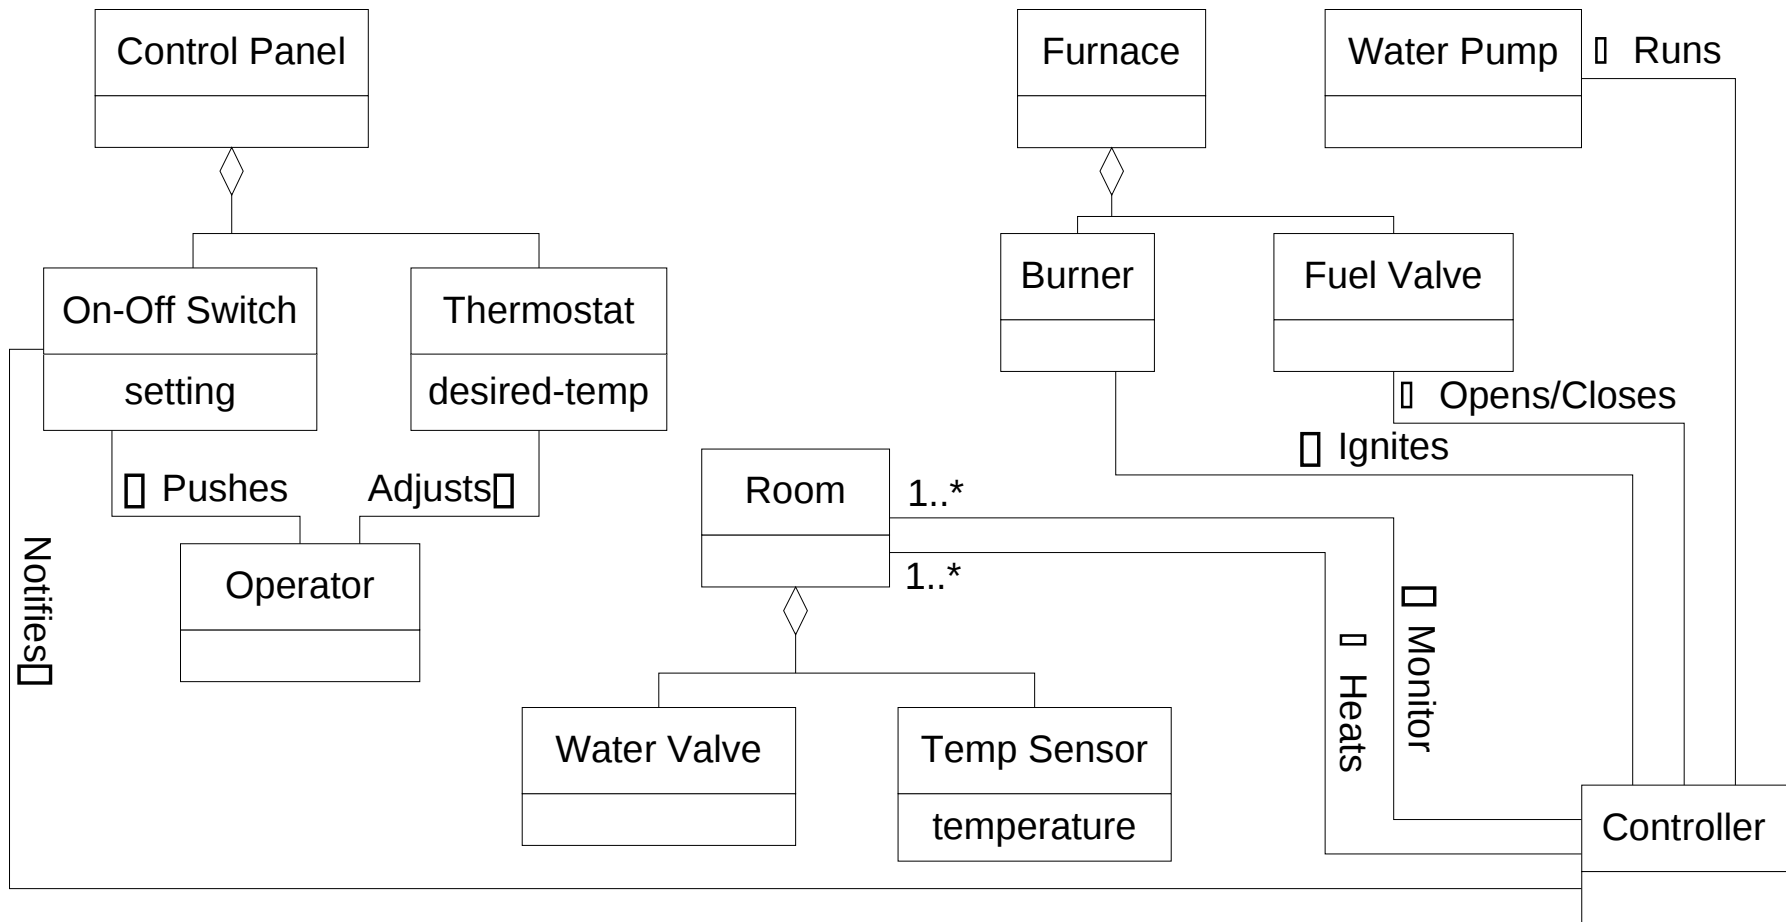 Control Panel
Furnace
Water Pump
Runs
On-Off Switch
setting
Thermostat
desired-temp
Burner
Fuel Valve
Opens/Closes
Ignites
Pushes
Adjusts
Room
1..*
1..*
Operator
Notifies
Monitor
Heats
Water Valve
Temp Sensor
temperature
Controller